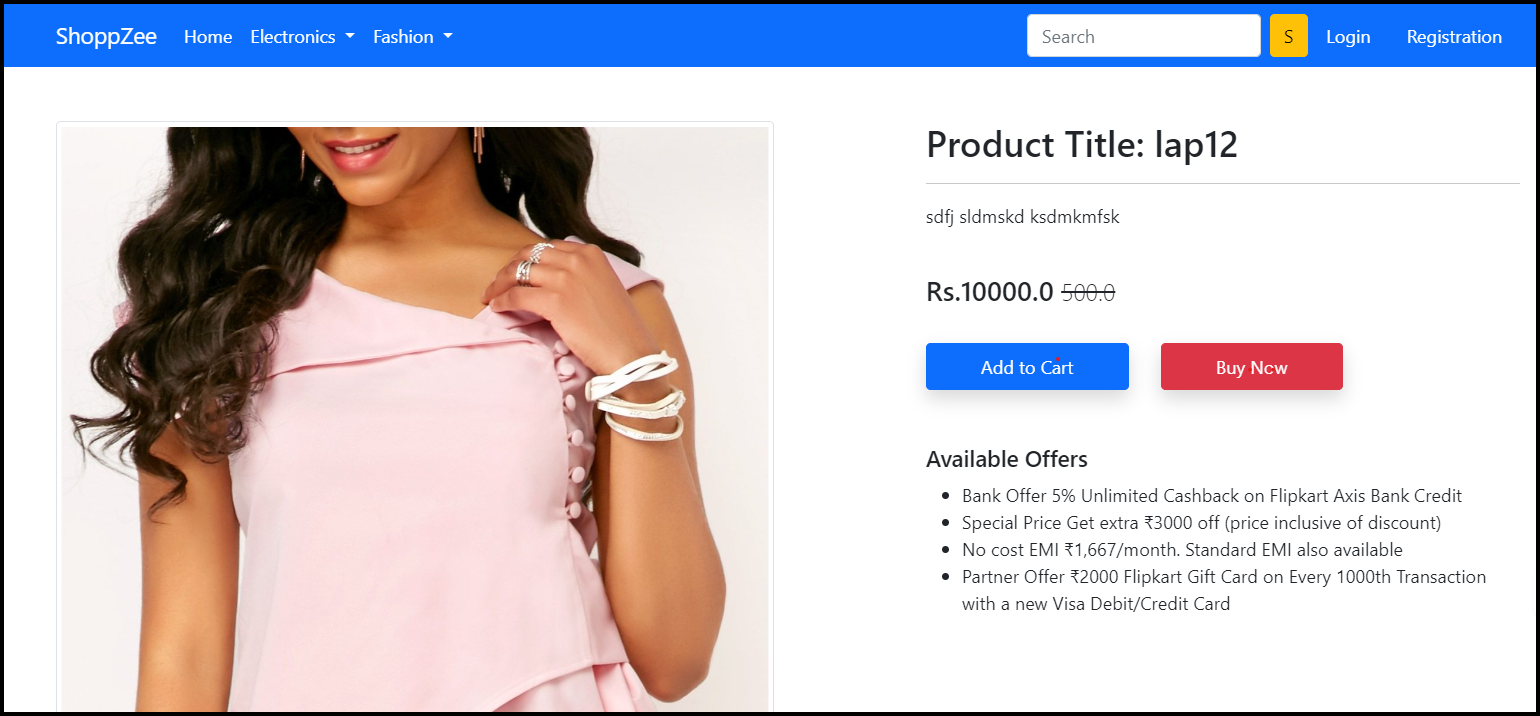 ShoppZee Home Electronics Fashion Search S Login Registration
Product Title: lap12
sdfj sldmskd ksdmkmfsk
Rs.10000.0 500.0
Add to Cart Buy Now
Available Offers
Bank Offer 5% Unlimited Cashback on Flipkart Axis Bank Credit
Special Price Get extra ₹3000 off (price inclusive of discount)
No cost EMI ₹1,667/month. Standard EMI also available
Partner Offer ₹2000 Flipkart Gift Card on Every 1000th Transaction
with a new Visa Debit/Credit Card